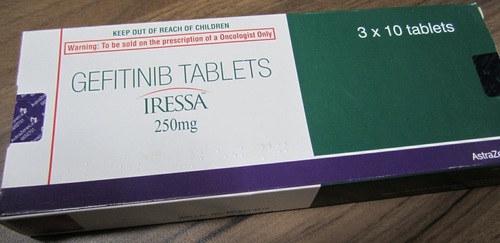 KEEP OUT OF REACH OF CHILDREN
Warning: To be sold on the prescription of a Oncologist Only
3 x 10 tablets
GEFITINIB TABLETS
IRESSA
250mg